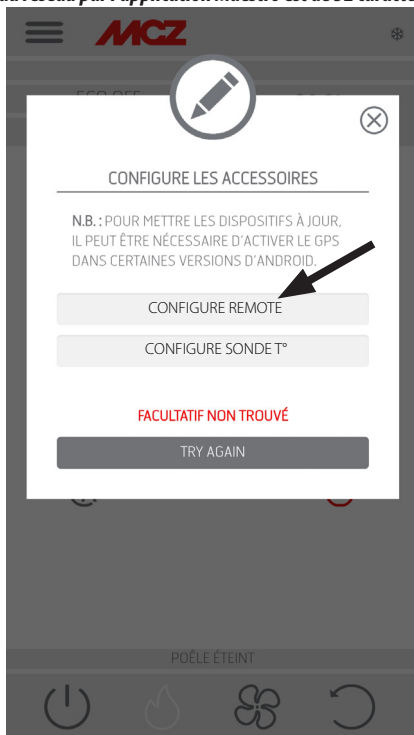 MCZ
CONFIGURE LES ACCESSOIRES
N.B. : POUR METTRE LES DISPOSITIFS À JOUR,
IL PEUT ÊTRE NÉCESSAIRE D'ACTIVER LE GPS
DANS CERTAINES VERSIONS D'ANDROID.
CONFIGURE REMOTE
CONFIGURE SONDE T°
FACULTATIF NON TROUVÉ
TRY AGAIN
POÊLE ÉTEINT